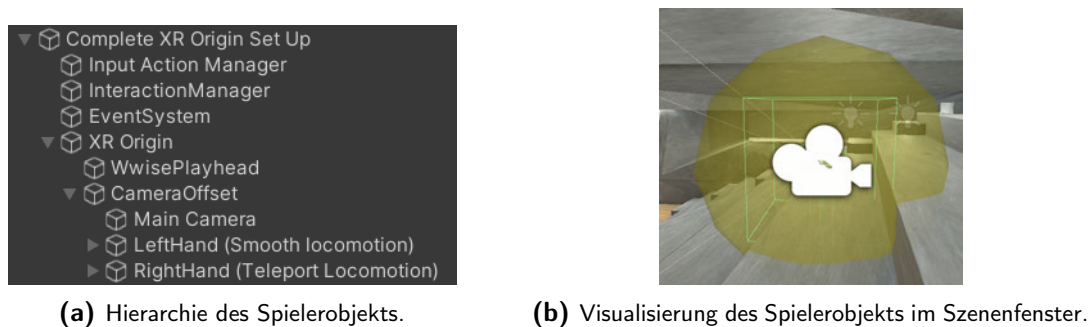 Complete XR Origin Set Up
Input Action Manager
InteractionManager
EventSystem
XR Origin
WwisePlayhead
CameraOffset
Main Camera
LeftHand (Smooth locomotion)
RightHand (Teleport Locomotion)
(a) Hierarchie des Spielerobjekts.
(b) Visualisierung des Spielerobjekts im Szenenfenster.